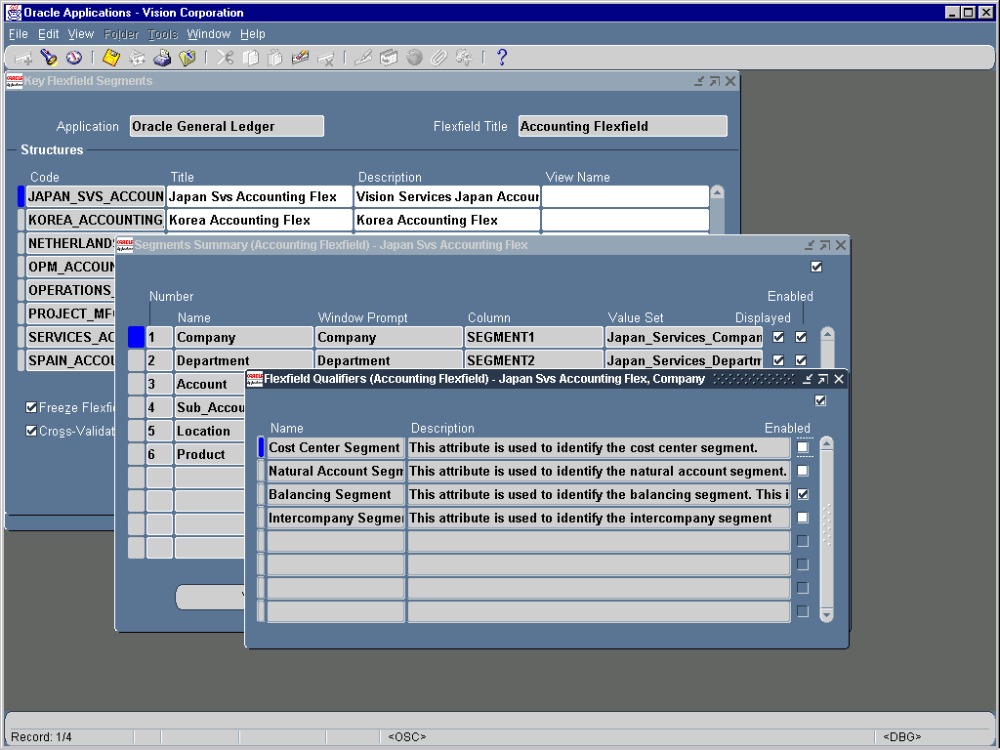 Oracle Applications - Vision Corporation
File Edit View Folder Tools Window Help
Key Flexfield Segments
Application Oracle General Ledger Flexfield Title Accounting Flexfield
Structures
Code Title Description View Name
JAPAN_SVS_ACCOUN Japan Svs Accounting Flex Vision Services Japan Accour
KOREA_ACCOUNTING Korea Accounting Flex Korea Accounting Flex
NETHERLAND
OPM_ACCOUN
OPERATIONS_
PROJECT_MF
SERVICES_AC
SPAIN_ACCOU
Freeze Flexfie
Cross-Validat
Segments Summary (Accounting Flexfield) - Japan Svs Accounting Flex
Number Enabled
Name Window Prompt Column Value Set Displayed
1 Company Company SEGMENT1 Japan_Services_Compan
2 Department Department SEGMENT2 Japan_Services_Departm
3 Account
4 Sub_Accou
5 Location
6 Product
Flexfield Qualifiers (Accounting Flexfield) - Japan Svs Accounting Flex, Company
Name Description Enabled
Cost Center Segment This attribute is used to identify the cost center segment.
Natural Account Segm This attribute is used to identify the natural account segment.
Balancing Segment This attribute is used to identify the balancing segment. This i
Intercompany Segmer This attribute is used to identify the intercompany segment
Record: 1/4 <OSC> <DBG>